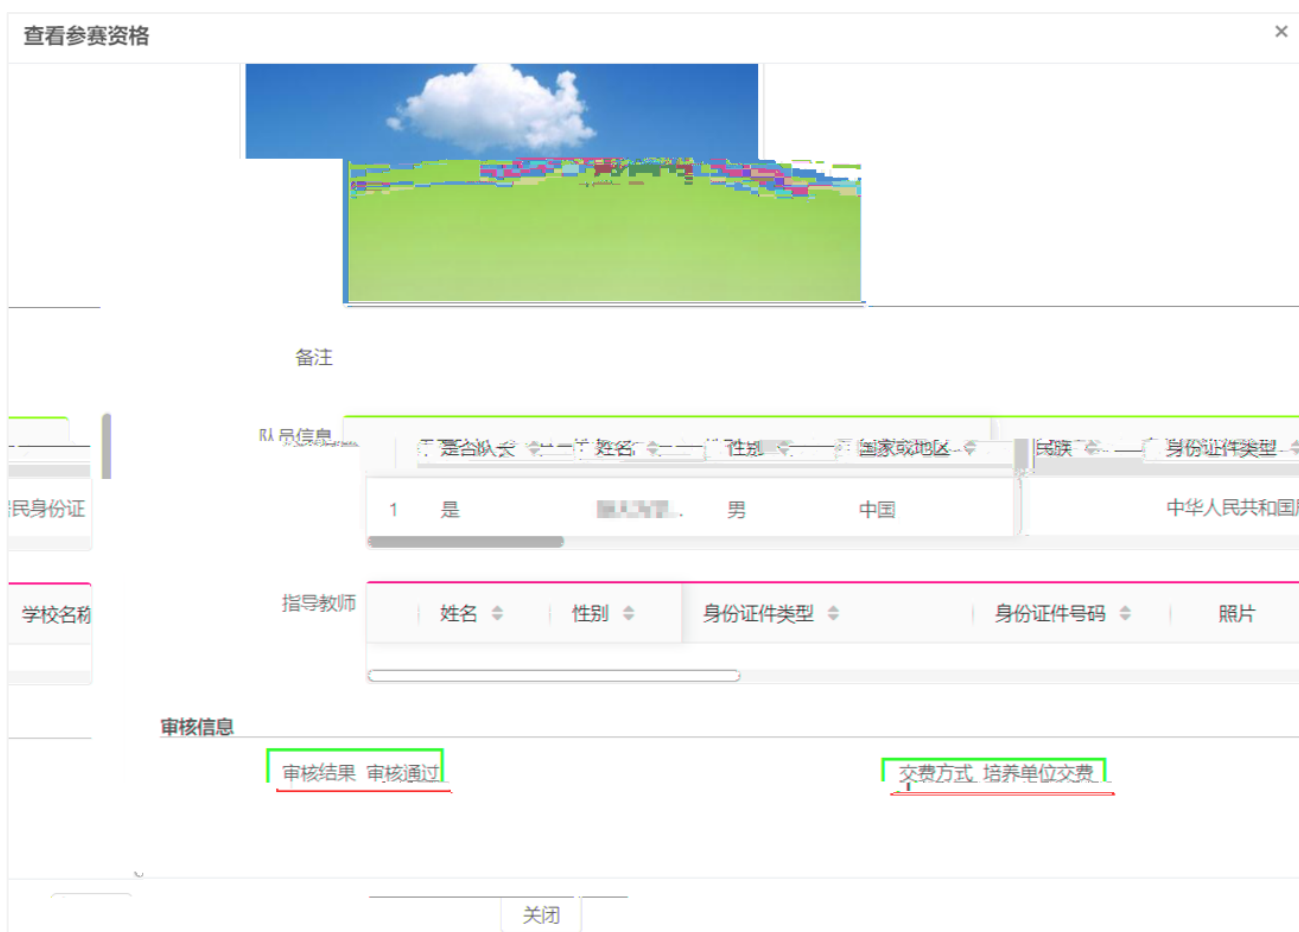 查看参赛资格 ×
备注
队员信息
是否队长 姓名 性别 国家或地区 民族 身份证件类型
民身份证 1 是 男 中国 中华人民共和国
指导教师
学校名称 姓名 性别 身份证件类型 身份证件号码 照片
审核信息
审核结果 审核通过 交费方式 培养单位交费
关闭